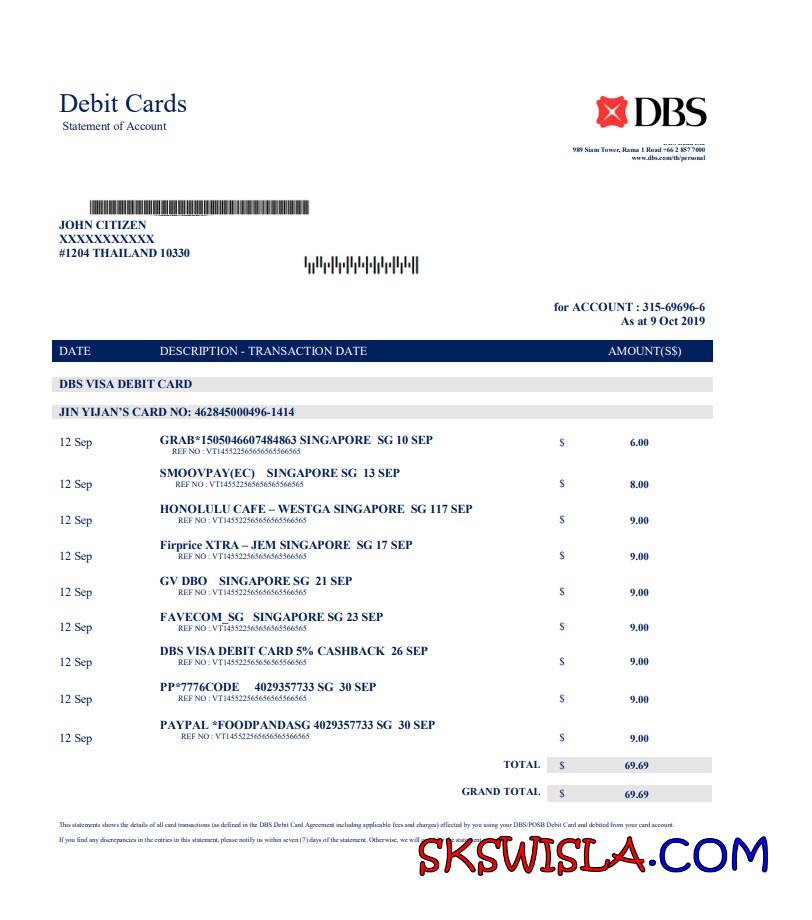 Debit Cards
Statement of Account
DBS
989 Siam Tower, Rama 1 Road +66 2 857 7000
www.dbs.com/th/personal
JOHN CITIZEN
XXXXXXXXXXX
#1204 THAILAND 10330
for ACCOUNT : 315-69696-6
As at 9 Oct 2019
DATE DESCRIPTION - TRANSACTION DATE AMOUNT(S$)
DBS VISA DEBIT CARD
JIN YIJAN'S CARD NO: 462845000496-1414
12 Sep GRAB*1505046607484863 SINGAPORE SG 10 SEP $ 6.00
REF NO : VT145522565656565566565
12 Sep SMOOVPAY(EC) SINGAPORE SG 13 SEP $ 8.00
REF NO : VT145522565656565566565
12 Sep HONOLULU CAFE – WESTGA SINGAPORE SG 117 SEP $ 9.00
REF NO : VT145522565656565566565
12 Sep Firprice XTRA – JEM SINGAPORE SG 17 SEP $ 9.00
REF NO : VT145522565656565566565
12 Sep GV DBO SINGAPORE SG 21 SEP $ 9.00
REF NO : VT145522565656565566565
12 Sep FAVECOM_SG SINGAPORE SG 23 SEP $ 9.00
REF NO : VT145522565656565566565
12 Sep DBS VISA DEBIT CARD 5% CASHBACK 26 SEP $ 9.00
REF NO : VT145522565656565566565
12 Sep PP*7776CODE 4029357733 SG 30 SEP $ 9.00
REF NO : VT145522565656565566565
12 Sep PAYPAL *FOODPANDASG 4029357733 SG 30 SEP $ 9.00
REF NO : VT145522565656565566565
TOTAL $ 69.69
GRAND TOTAL $ 69.69
This statements shows the details of all card transactions (as defined in the DBS Debit Card Agreement including applicable fees and charges) effected by you using your DBS/POSB Debit Card and debited from your card account.
If you find any discrepancies in the entries in this statement, please notify us within seven (7) days of the statement. Otherwise, we will
SKSWISLA.COM